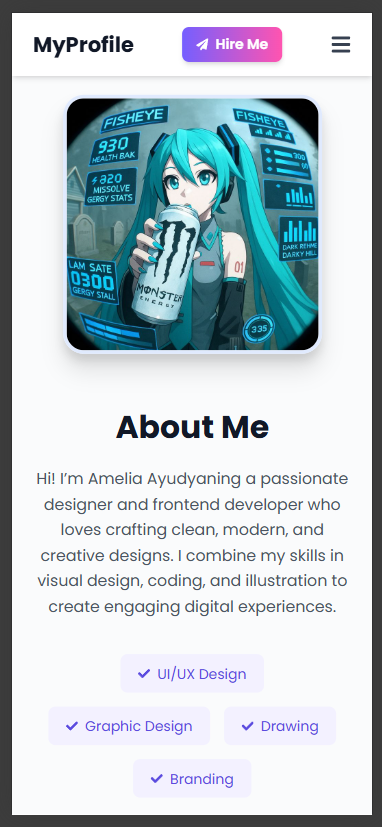 MyProfile
Hire Me
FISHEYE
FISHEYE
930
HEALTH BAK
300
820
MISSOLVE
GERGY STATS
LAM SATE
0300
GERGY STALL
MONSTER
ENERGY
01
DARK REHME
DARKY HILL
335
About Me
Hi! I’m Amelia Ayudyaning a passionate
designer and frontend developer who
loves crafting clean, modern, and
creative designs. I combine my skills in
visual design, coding, and illustration to
create engaging digital experiences.
UI/UX Design
Graphic Design
Drawing
Branding